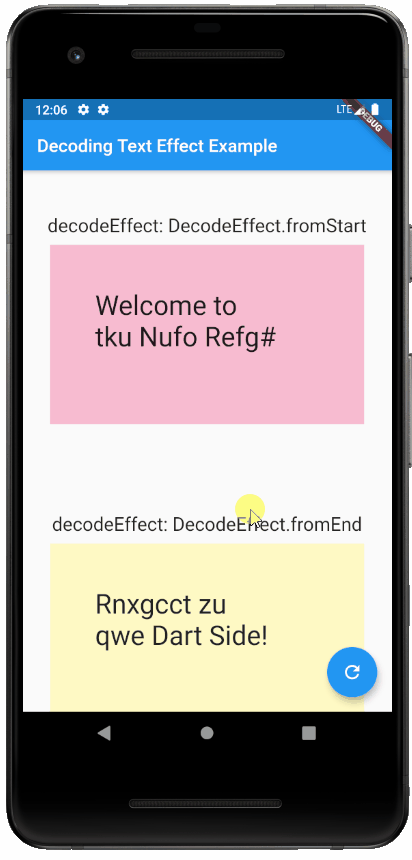 12:06 LTE
DEBUG
Decoding Text Effect Example
decodeEffect: DecodeEffect.fromStart
Welcome to
tku Nufo Refg#
decodeEffect: DecodeEffect.fromEnd
Rnxgcct zu
qwe Dart Side!